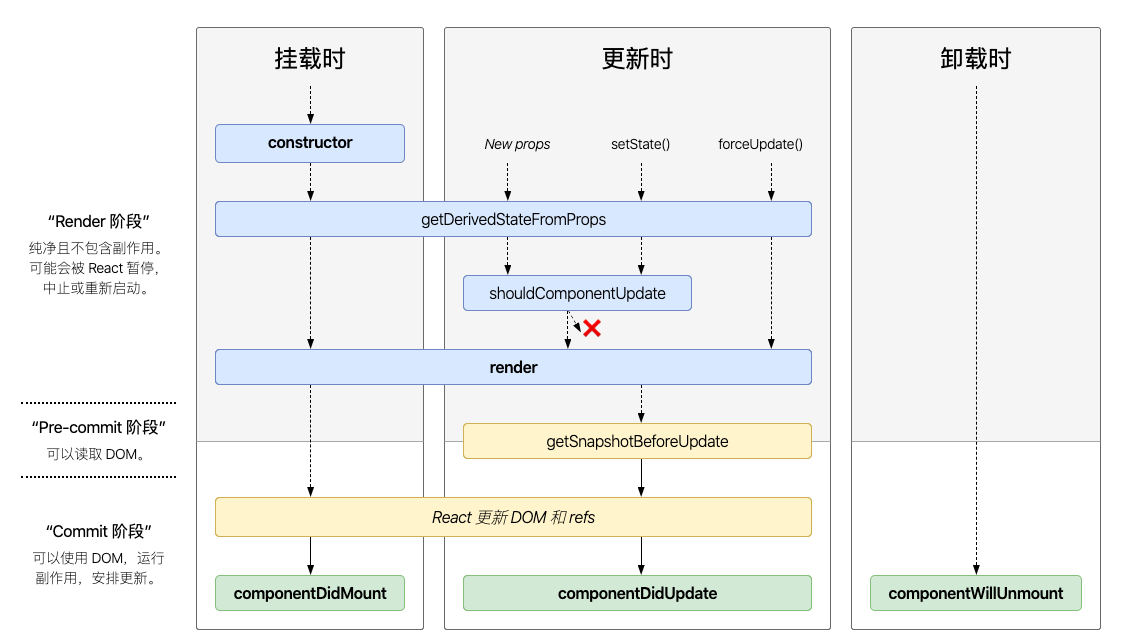 挂载时
更新时
卸载时
constructor
New props
setState()
forceUpdate()
“Render 阶段”
纯净且不包含副作用。
可能会被 React 暂停，
中止或重新启动。
getDerivedStateFromProps
shouldComponentUpdate
render
“Pre-commit 阶段”
可以读取 DOM。
getSnapshotBeforeUpdate
“Commit 阶段”
可以使用 DOM，运行
副作用，安排更新。
React 更新 DOM 和 refs
componentDidMount
componentDidUpdate
componentWillUnmount